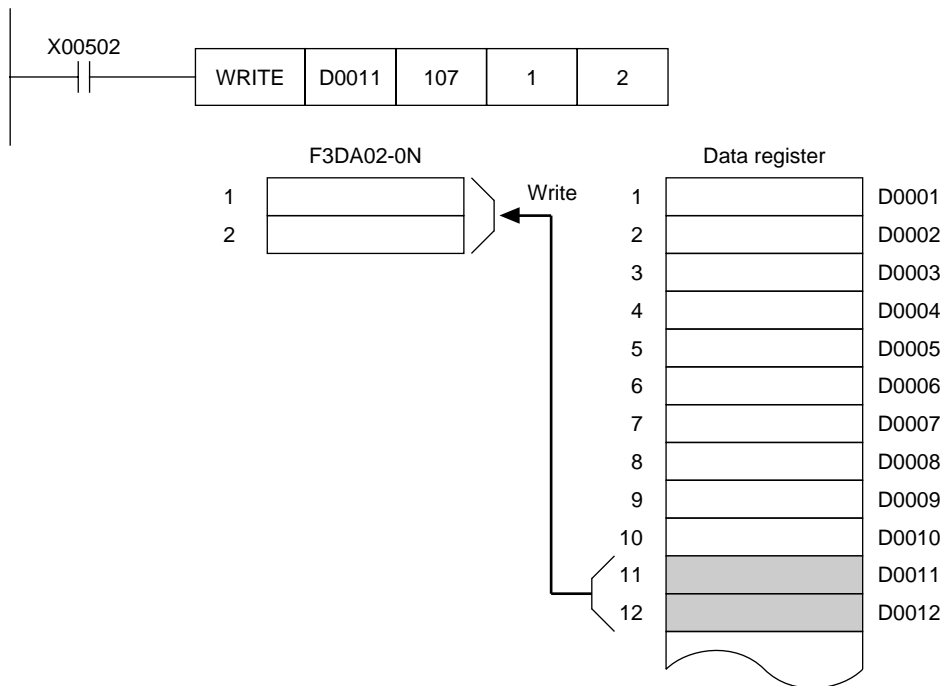 X00502
WRITE D0011 107 1 2
F3DA02-0N Data register
1 Write 1 D0001
2 2 D0002
3 D0003
4 D0004
5 D0005
6 D0006
7 D0007
8 D0008
9 D0009
10 D0010
11 D0011
12 D0012